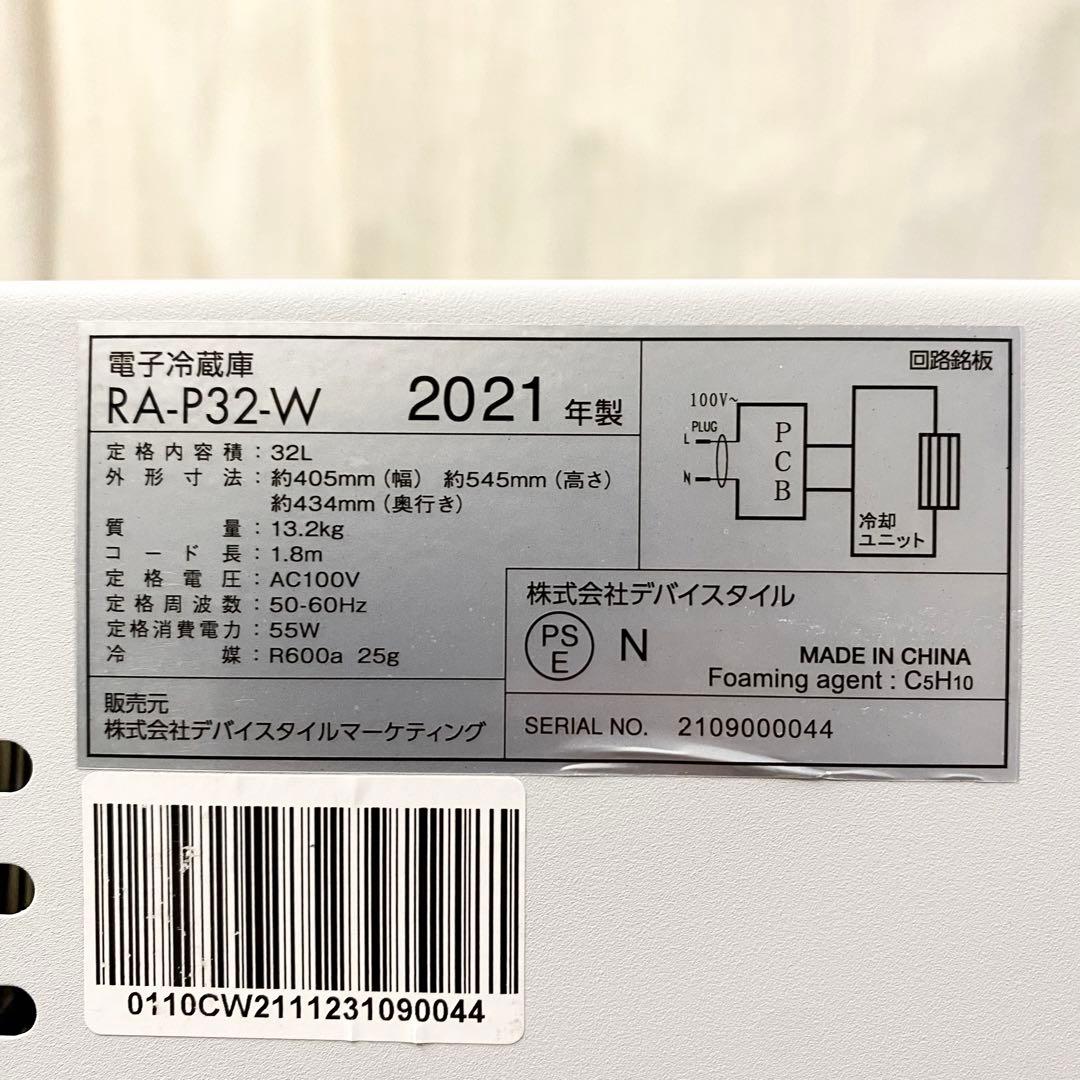 電子冷蔵庫
RA-P32-W 2021 年製
定格内容積：32L
外形寸法：約405mm（幅） 約545mm（高さ）
約434mm（奥行き）
質量：13.2kg
コード長：1.8m
定格電圧：AC100V
定格周波数：50-60Hz
定格消費電力：55W
冷媒：R600a 25g
販売元
株式会社デバイスタイルマーケティング
回路銘板
100V~
PLUG
L
N
PCB
冷却
ユニット
株式会社デバイスタイル
PS
E
N
MADE IN CHINA
Foaming agent : C5H10
SERIAL NO. 2109000044
0110CW2111231090044